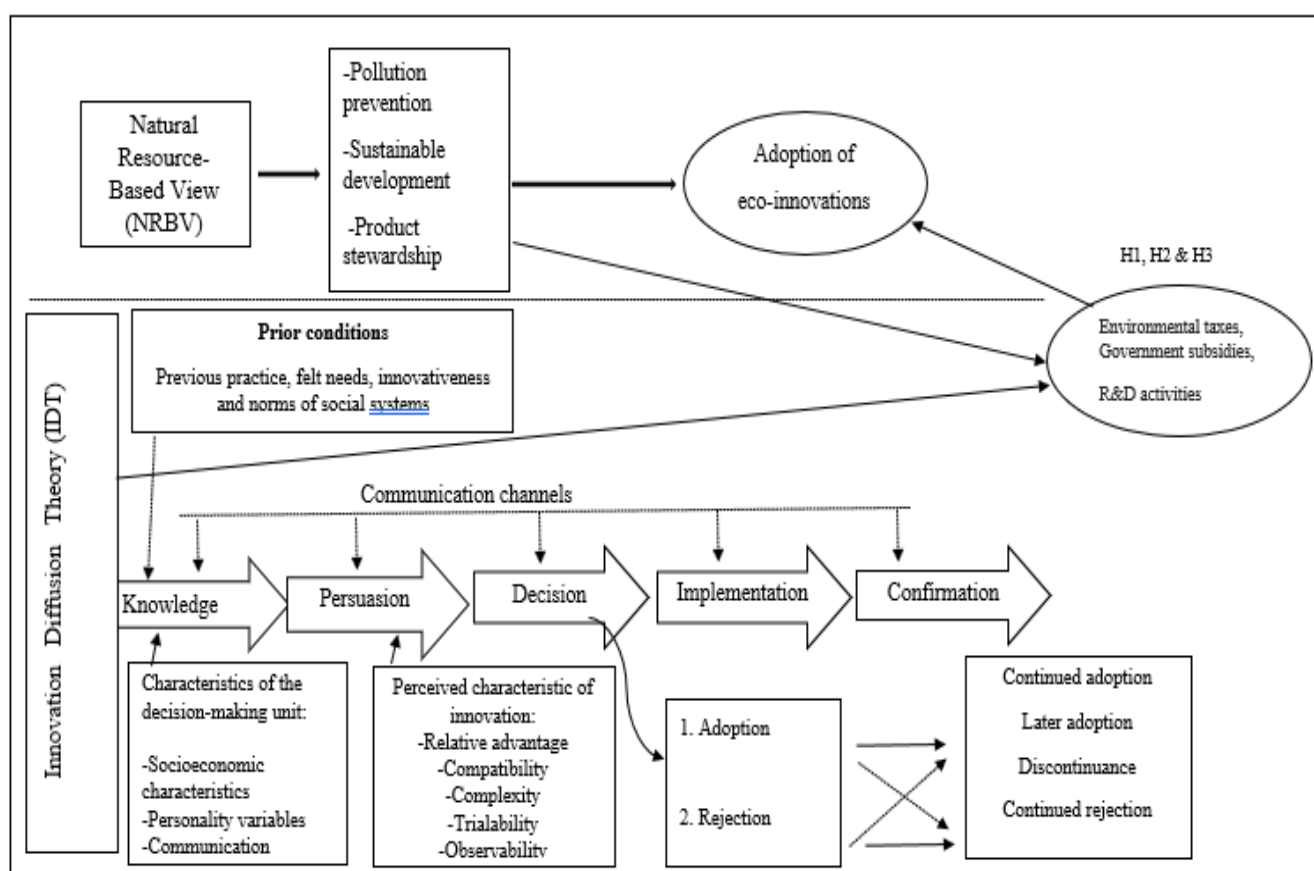 Natural
Resource-
Based View
(NRBV)
-Pollution
prevention
-Sustainable
development
-Product
stewardship
Adoption of
eco-innovations
H1, H2 & H3
Environmental taxes,
Government subsidies,
R&D activities
Innovation Diffusion Theory (IDT)
Prior conditions
Previous practice, felt needs, innovativeness
and norms of social systems
Communication channels
Knowledge
Persuasion
Decision
Implementation
Confirmation
Characteristics of the
decision-making unit:
-Socioeconomic
characteristics
-Personality variables
-Communication
Perceived characteristic of
innovation:
-Relative advantage
-Compatibility
-Complexity
-Trialability
-Observability
1. Adoption
2. Rejection
Continued adoption
Later adoption
Discontinuance
Continued rejection